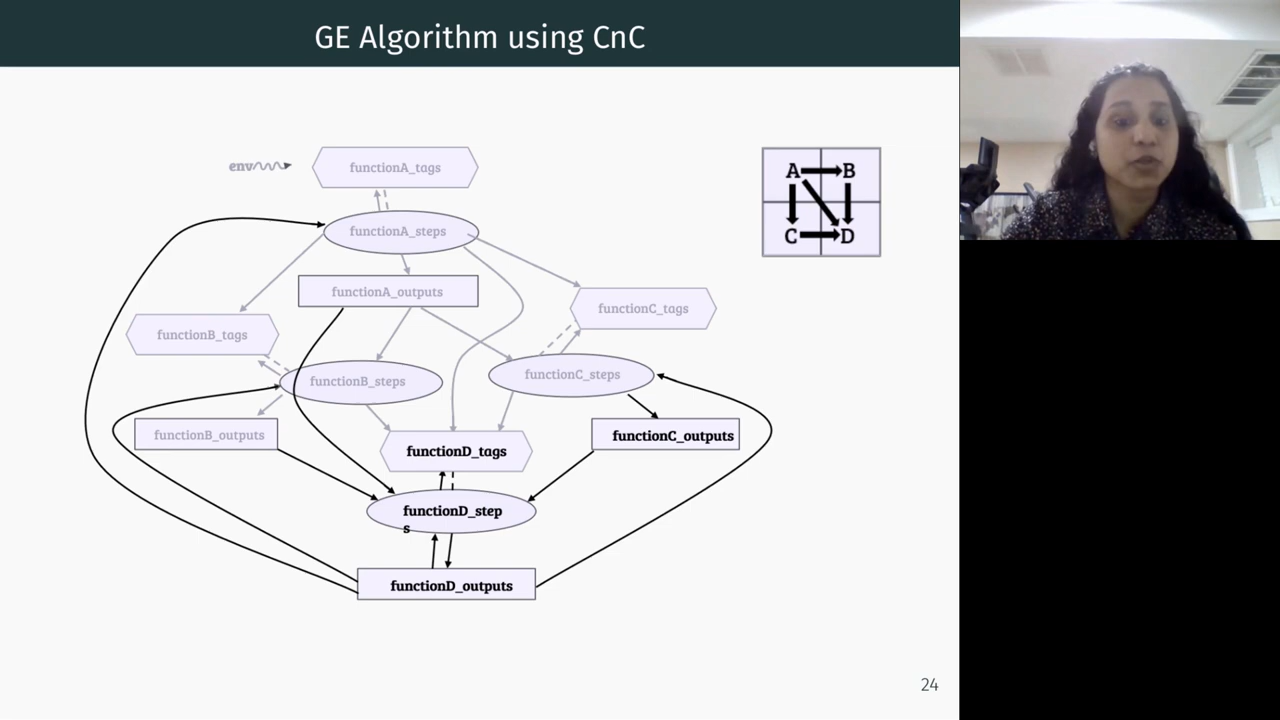 GE Algorithm using CnC
env
functionA_tags
functionA_steps
functionA_outputs
functionB_tags
functionC_tags
functionB_steps
functionC_steps
functionB_outputs
functionC_outputs
functionD_tags
functionD_step
s
functionD_outputs
A B
C D
24